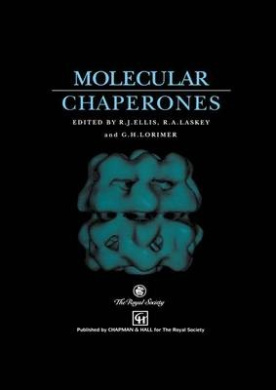 MOLECULAR
CHAPERONES
EDITED BY R.J.ELLIS, R.A.LASKEY
and G.H.LORIMER
The Royal Society
CH
Published by CHAPMAN & HALL for The Royal Society